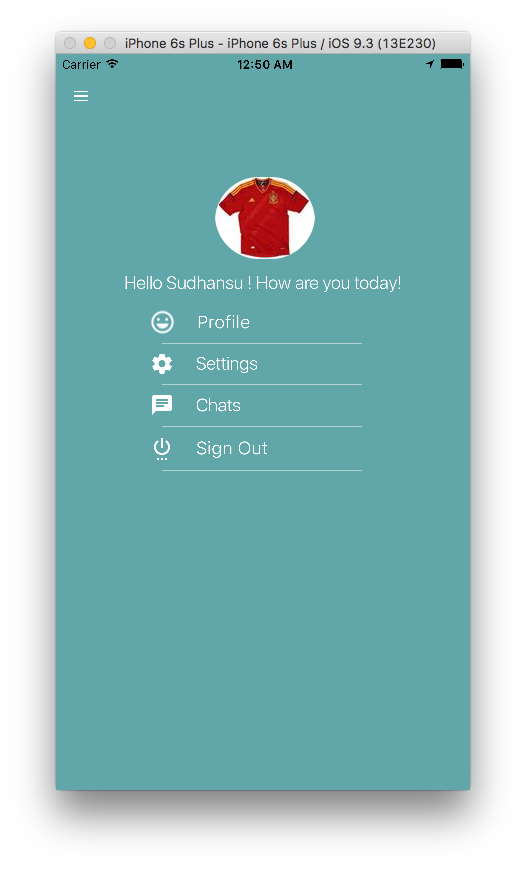 iPhone 6s Plus - iPhone 6s Plus / iOS 9.3 (13E230)
Carrier 12:50 AM
Hello Sudhansu ! How are you today!
Profile
Settings
Chats
Sign Out